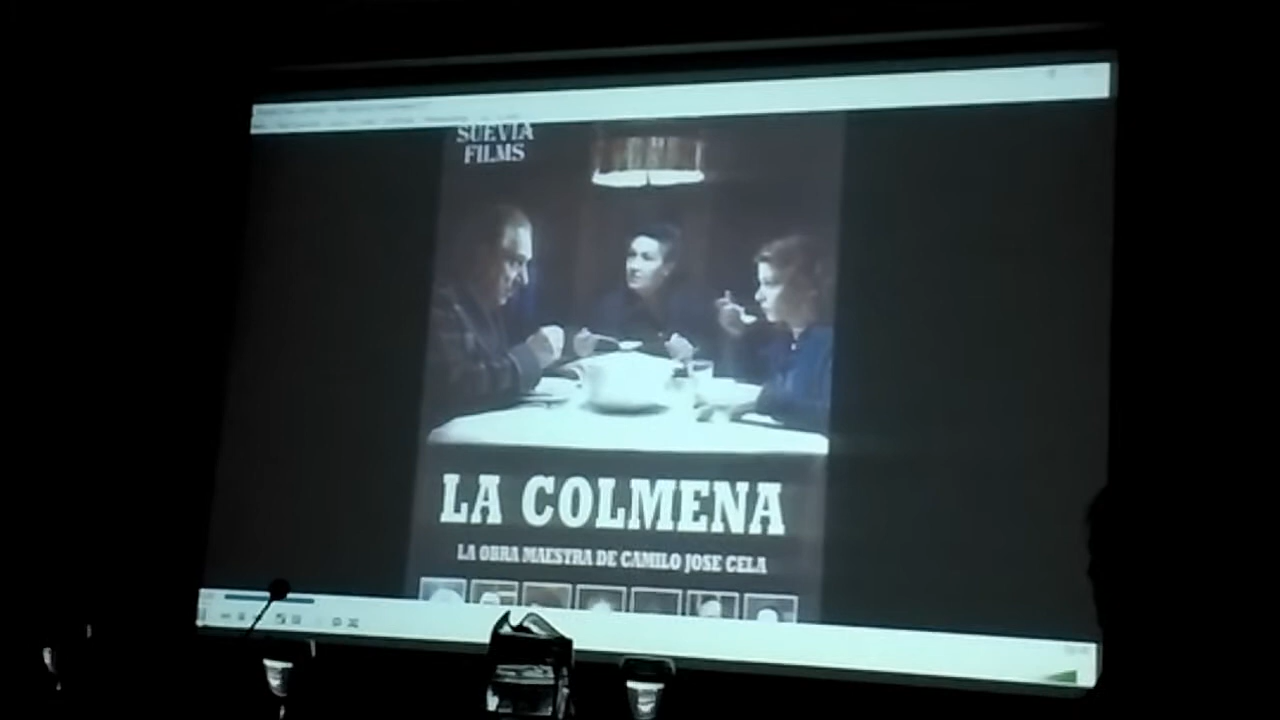 SUEVIA
FILMS
LA COLMENA
LA OBRA MAESTRA DE CAMILO JOSE CELA